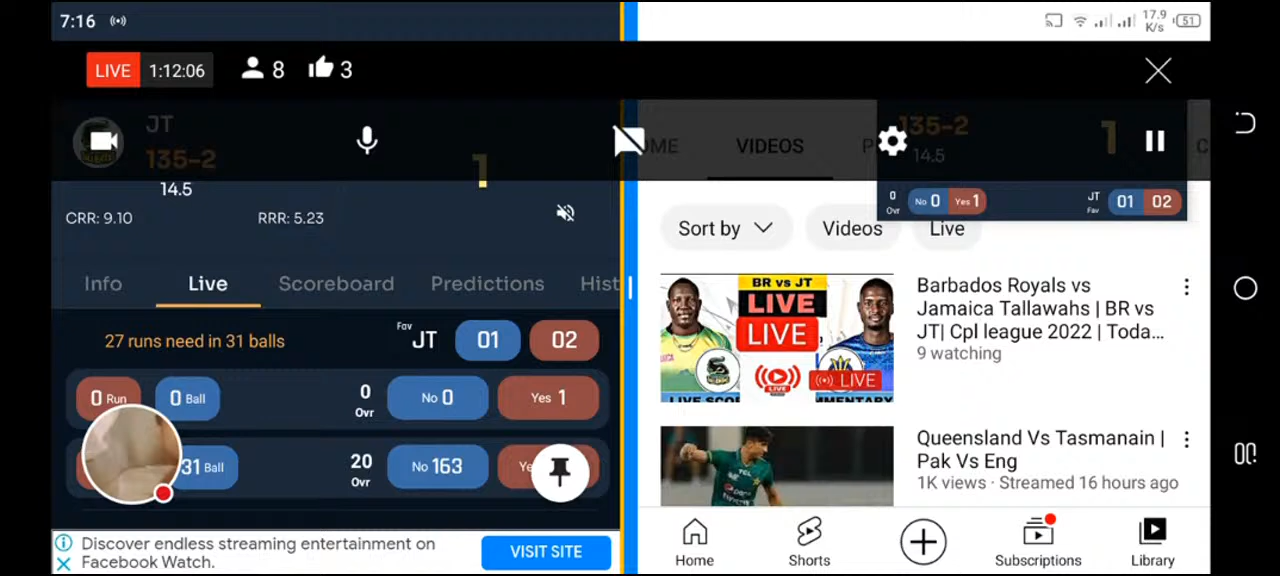 7:16
17.9
K/s
51
LIVE 1:12:06 8 3
JT
135-2
14.5
1
CRR: 9.10 RRR: 5.23
Info Live Scoreboard Predictions Hist
27 runs need in 31 balls
Fav JT 01 02
0 Run 0 Ball 0 Ovr No 0 Yes 1
31 Ball 20 Ovr No 163 Ye
Discover endless streaming entertainment on
Facebook Watch.
VISIT SITE
OME VIDEOS P C
135-2
14.5
1
0 Ovr No 0 Yes 1 JT Fav 01 02
Sort by Videos Live
BR vs JT
LIVE
LIVE
LIVE
LIVE
Barbados Royals vs
Jamaica Tallawahs | BR vs
JT| Cpl league 2022 | Toda...
9 watching
Queensland Vs Tasmanain |
Pak Vs Eng
1K views · Streamed 16 hours ago
Home Shorts Subscriptions Library